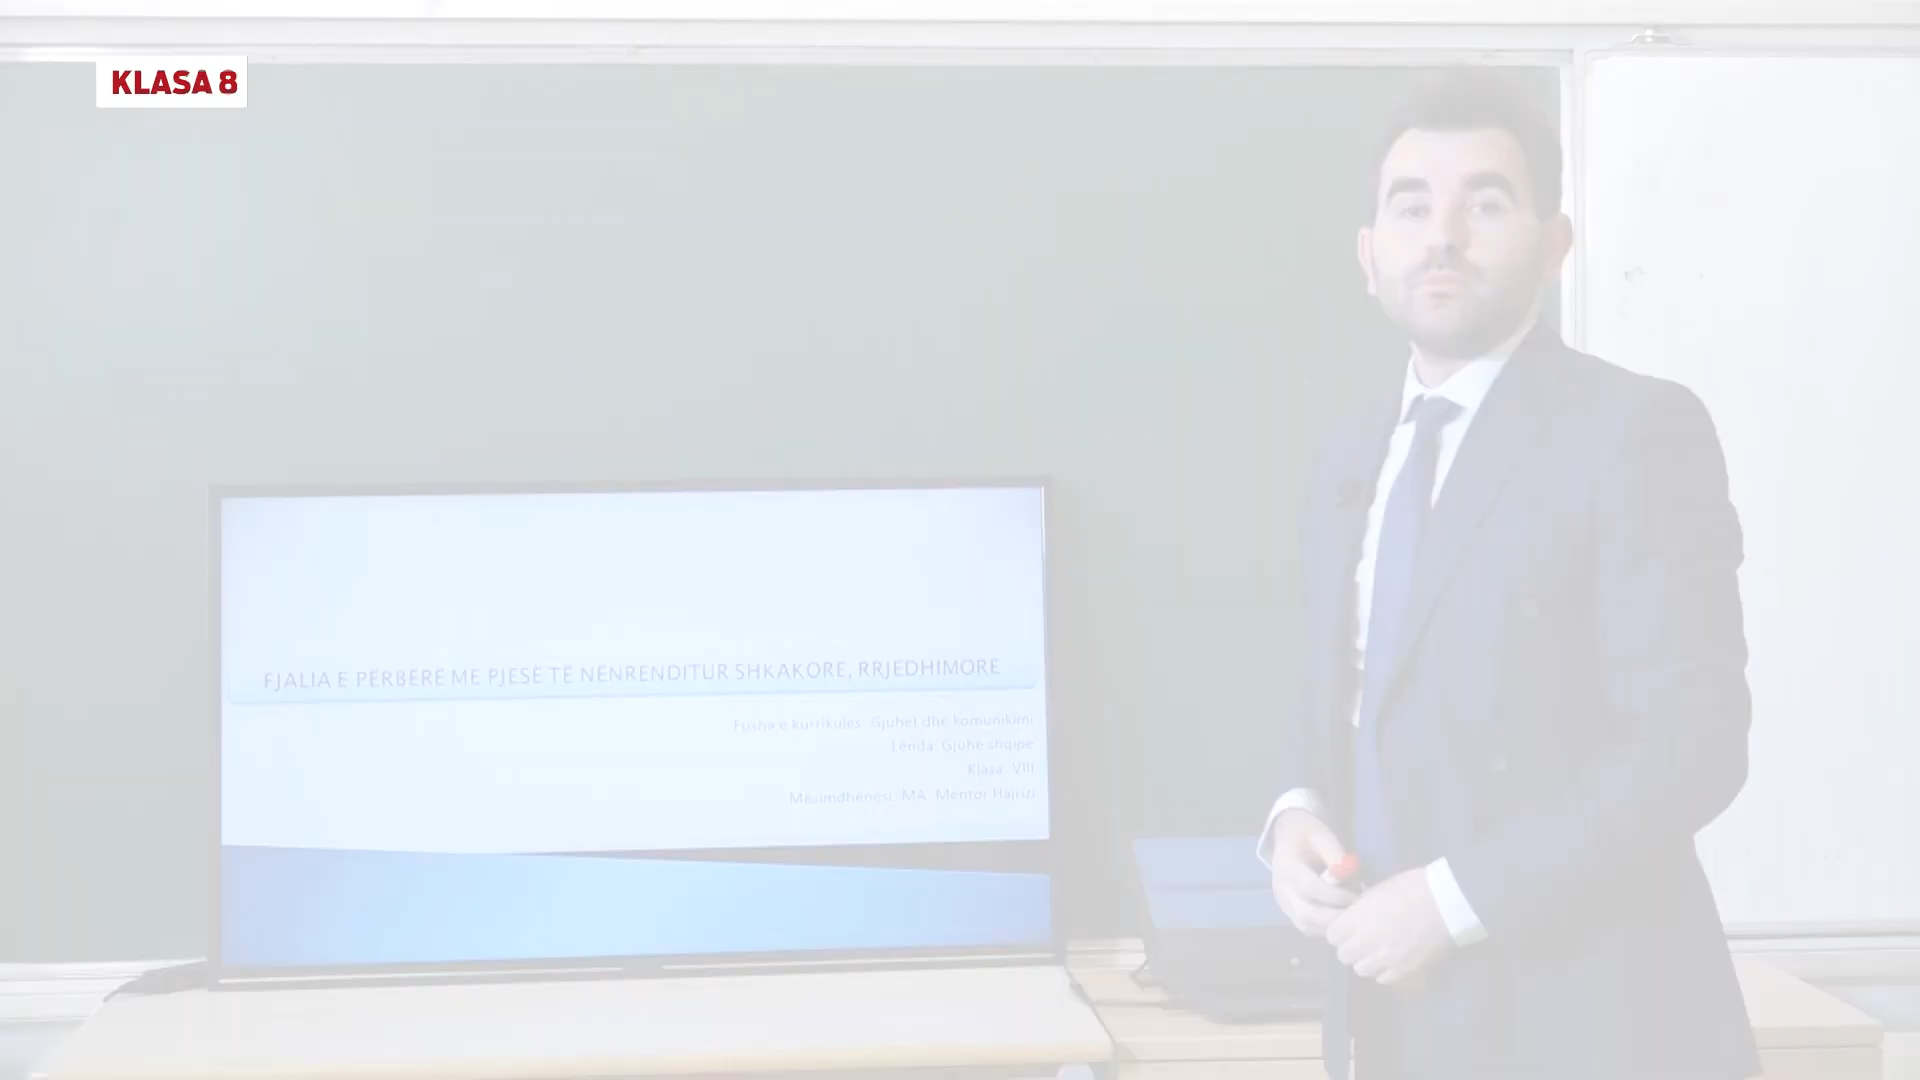 KLASA 8
FJALIA E PËRBËRË ME PJESË TË NËNRENDITUR SHKAKORE, RRJEDHIMORE
Fusha e kurrikulës: Gjuhët dhe komunikimi
Lënda: Gjuhë shqipe
Klasa: VIII
Mësimdhënësi: MA. Mentor Hajrizi